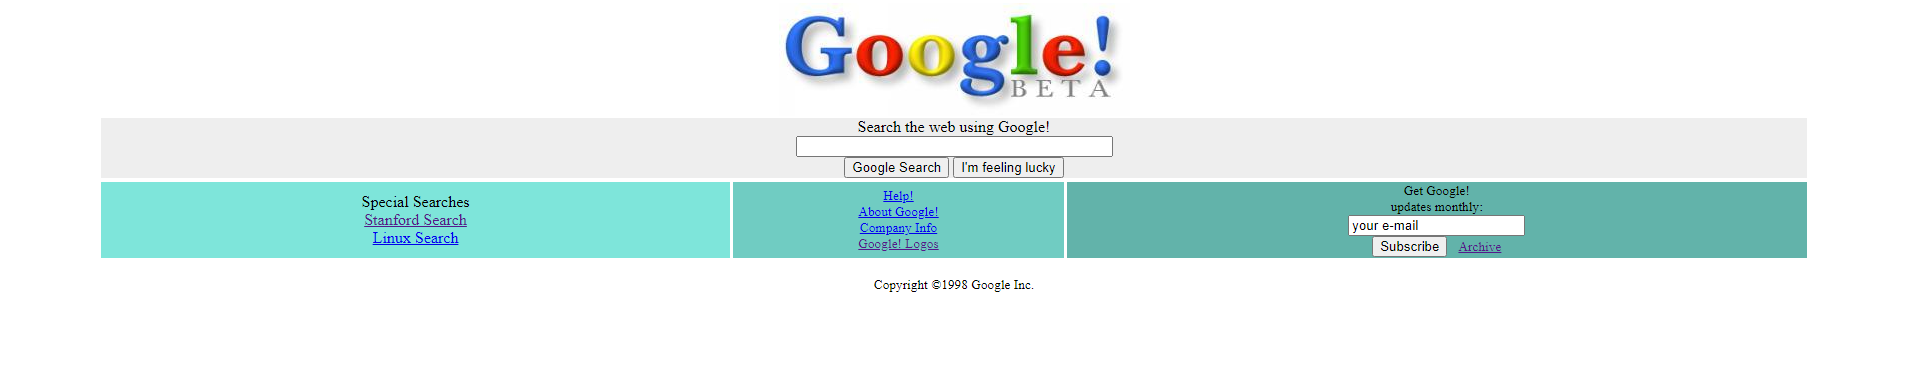 Google!
BETA
Search the web using Google!
Google Search I'm feeling lucky
Special Searches
Stanford Search
Linux Search
Help!
About Google!
Company Info
Google! Logos
Get Google!
updates monthly:
your e-mail
Subscribe Archive
Copyright ©1998 Google Inc.